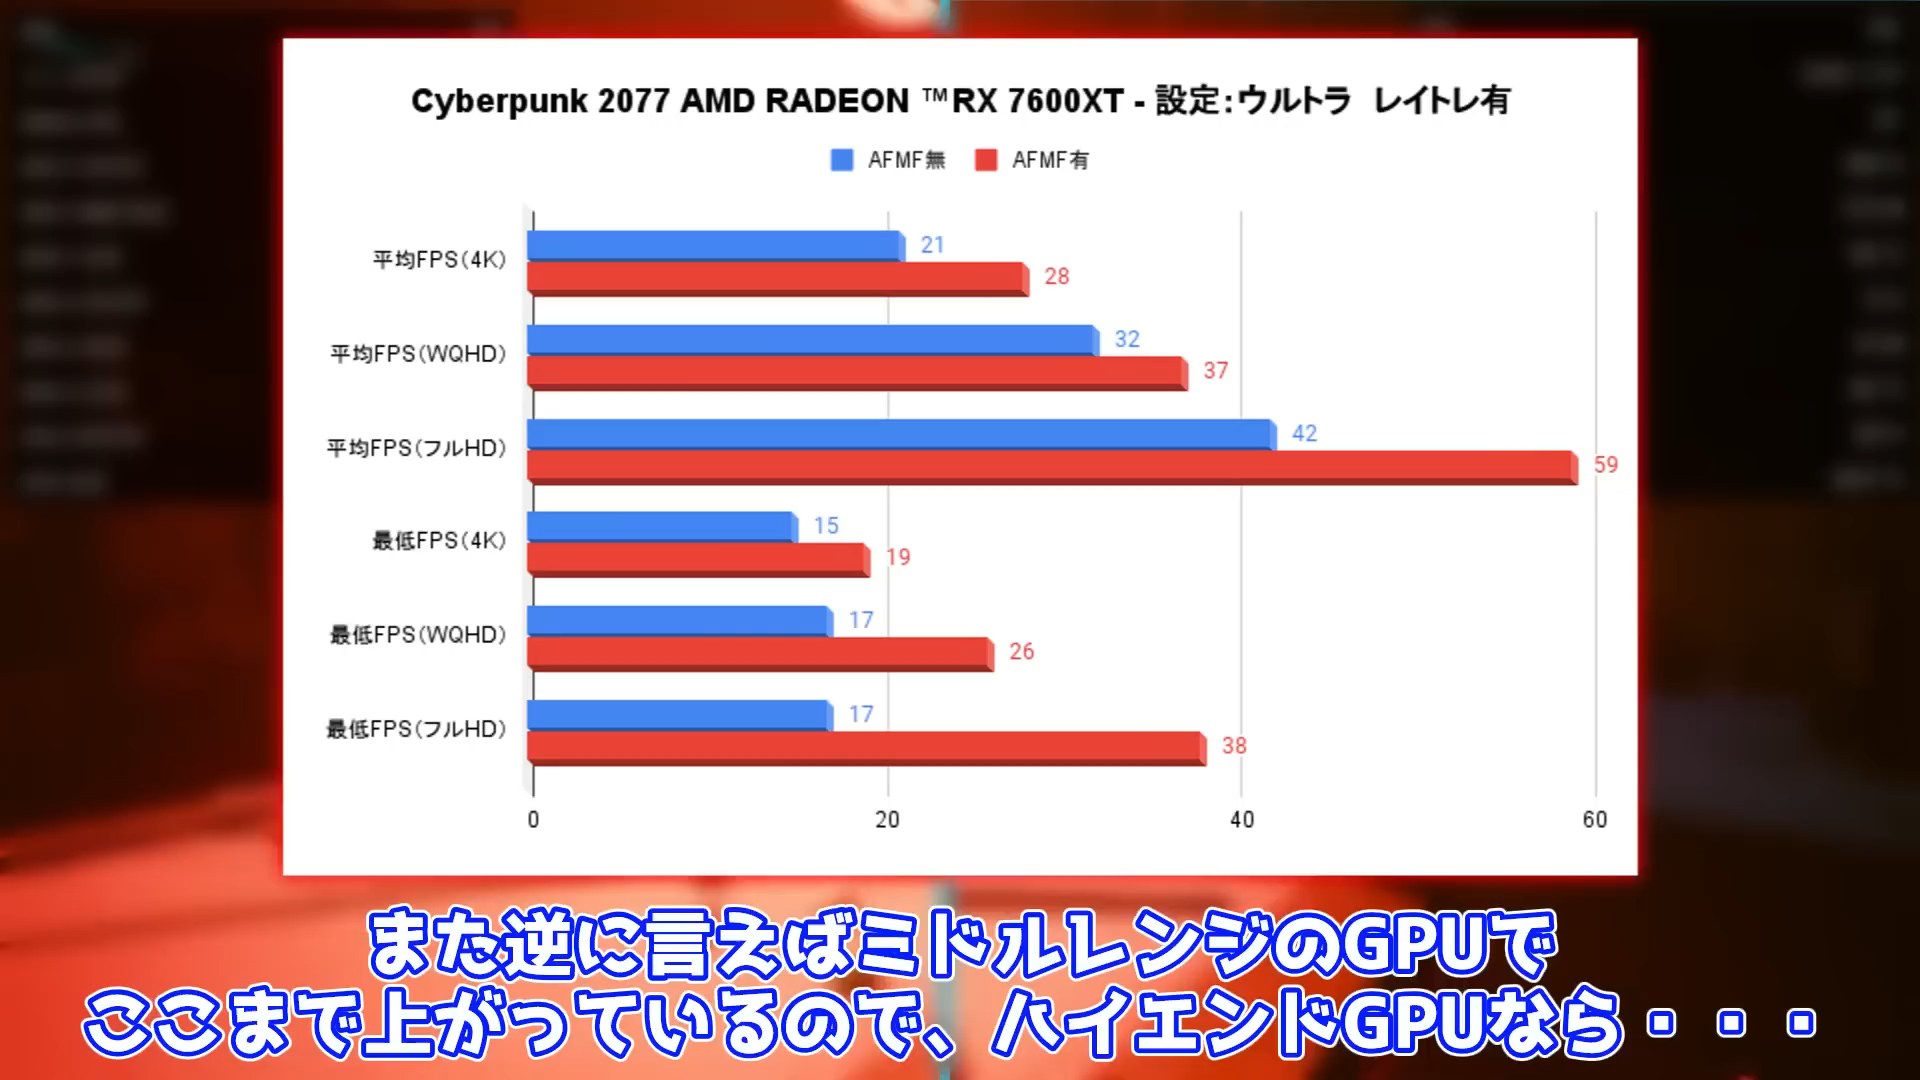 Cyberpunk 2077 AMD RADEON ™RX 7600XT - 設定:ウルトラ　レイトレ有
AFMF無 AFMF有
平均FPS(4K) 21 28
平均FPS(WQHD) 32 37
平均FPS(フルHD) 42 59
最低FPS(4K) 15 19
最低FPS(WQHD) 17 26
最低FPS(フルHD) 17 38
0 20 40 60
また逆に言えばミドルレンジのGPUで
ここまで上がっているので、ハイエンドGPUなら・・・